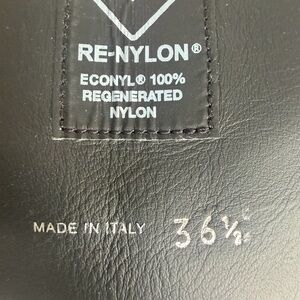 RE-NYLON®
ECONYL® 100%
REGENERATED
NYLON
MADE IN ITALY 36½